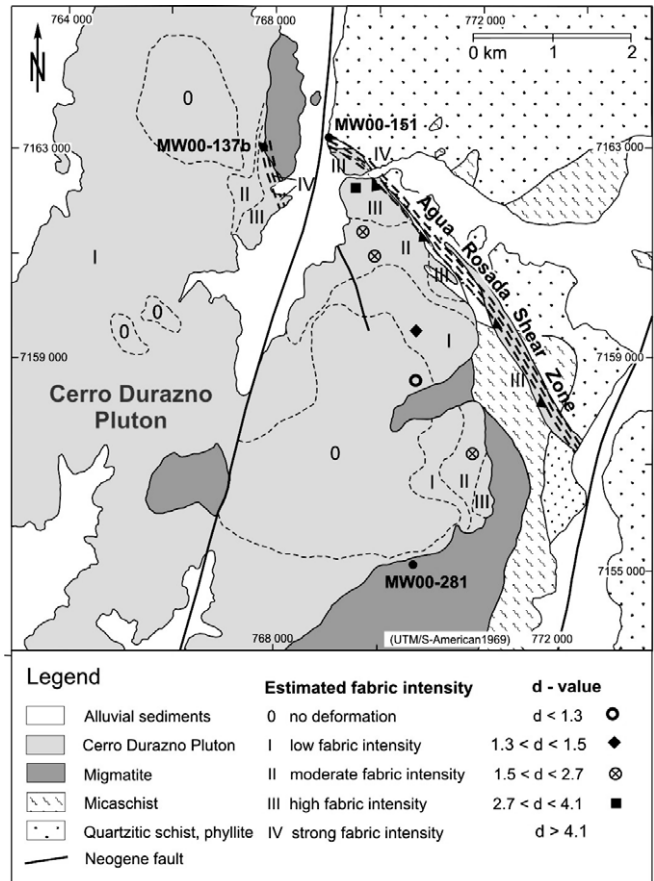 764 000
768 000
772 000
0 km 1 2
N
0
MW00-151
7163 000
7163 000
MW00-137b
IV
III
IV
II
III
III
II
I
Agua Rosada Shear Zone
III
0
0
I
7159 000
7159 000
III
Cerro Durazno
Pluton
0
I
II
III
7155 000
MW00-281
768 000
(UTM/S-American1969)
772 000
Legend
Alluvial sediments
Cerro Durazno Pluton
Migmatite
Micaschist
Quartzitic schist, phyllite
Neogene fault
Estimated fabric intensity
0 no deformation
I low fabric intensity
II moderate fabric intensity
III high fabric intensity
IV strong fabric intensity
d - value
d < 1.3
1.3 < d < 1.5
1.5 < d < 2.7
2.7 < d < 4.1
d > 4.1